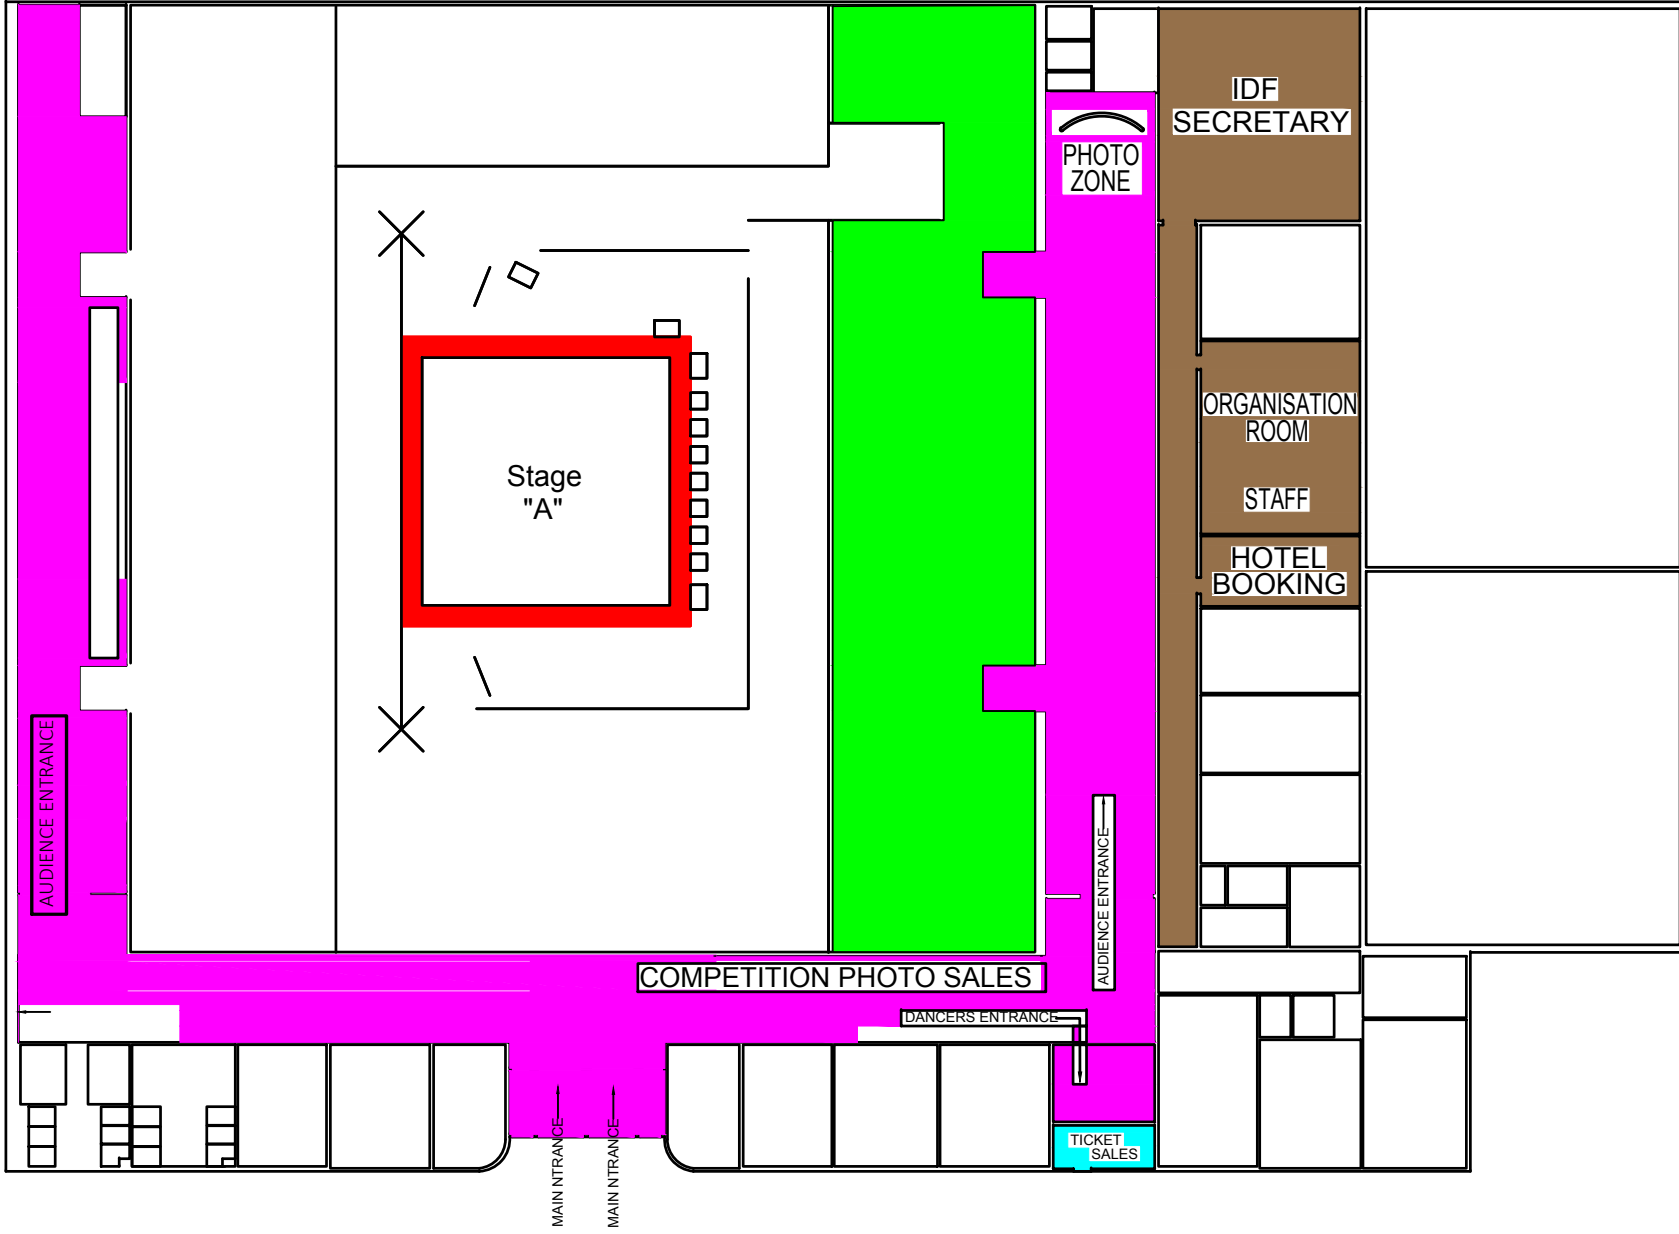 IDF
SECRETARY
PHOTO
ZONE
ORGANISATION
ROOM
STAFF
Stage
"A"
HOTEL
BOOKING
AUDIENCE ENTRANCE
AUDIENCE ENTRANCE
COMPETITION PHOTO SALES
DANCERS ENTRANCE
MAIN NTRANCE
MAIN NTRANCE
TICKET
SALES